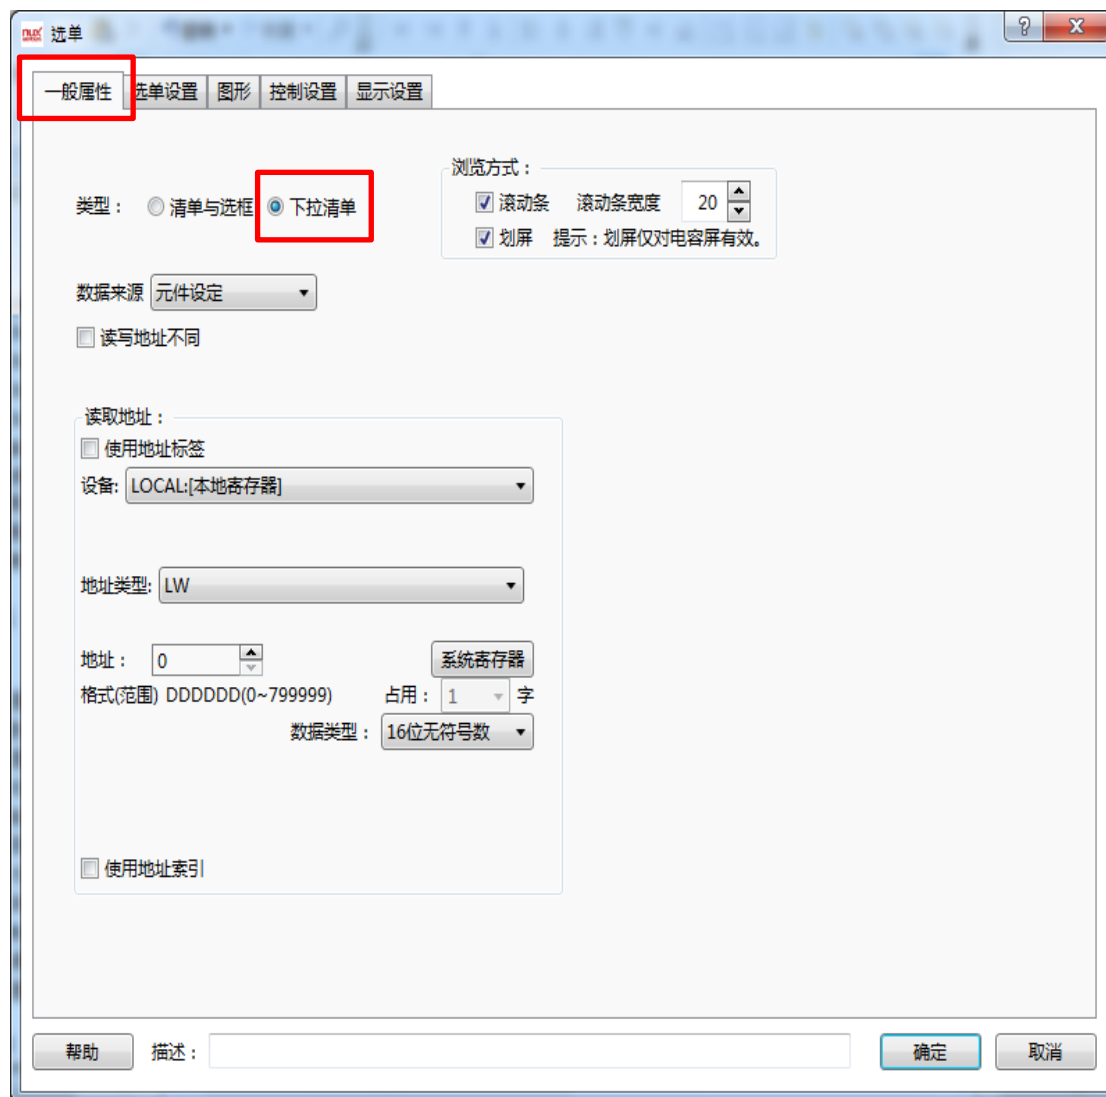 选单
一般属性 选单设置 图形 控制设置 显示设置
浏览方式：
类型： 清单与选框 下拉清单
滚动条 滚动条宽度 20
划屏 提示：划屏仅对电容屏有效。
数据来源 元件设定
读写地址不同
读取地址：
使用地址标签
设备: LOCAL:[本地寄存器]
地址类型: LW
地址： 0 系统寄存器
格式(范围) DDDDDD(0~799999) 占用： 1 字
数据类型： 16位无符号数
使用地址索引
帮助 描述： 确定 取消